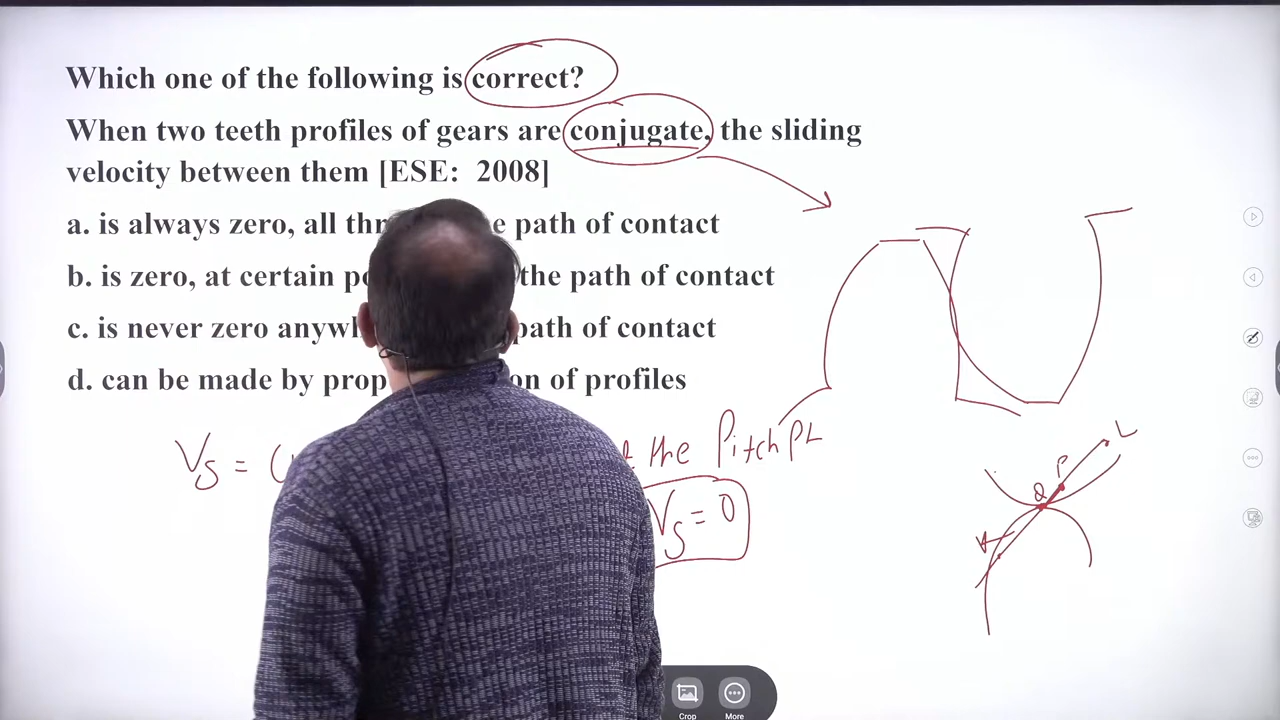 Which one of the following is correct?
When two teeth profiles of gears are conjugate, the sliding
velocity between them [ESE: 2008]
a. is always zero, all thr e path of contact
b. is zero, at certain po the path of contact
c. is never zero anywh path of contact
d. can be made by prop on of profiles
Vs = ( the Pitch Pt
Vs = 0
L
P
Q
Crop More